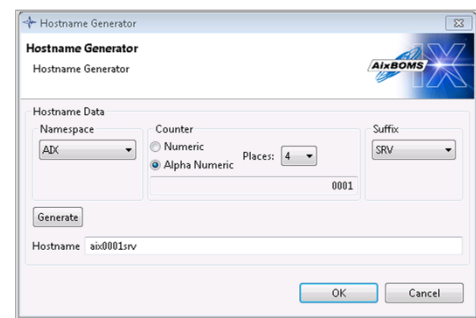 Hostname Generator
Hostname Generator
Hostname Generator
AixBOMS
Hostname Data
Namespace
AIX
Counter
Numeric
Alpha Numeric
Places: 4
0001
Suffix
SRV
Generate
Hostname aix0001srv
OK Cancel